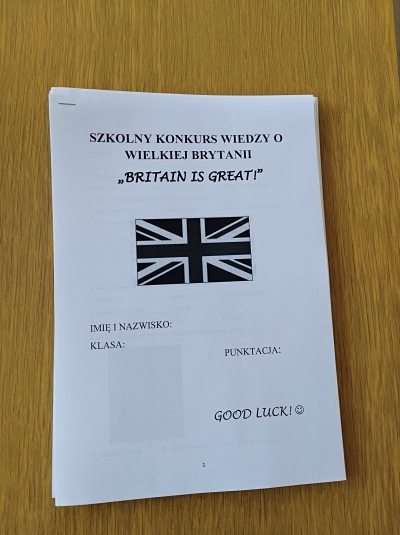 SZKOLNY KONKURS WIEDZY O
WIELKIEJ BRYTANII
„BRITAIN IS GREAT!”
IMIĘ I NAZWISKO:
KLASA:
PUNKTACJA:
GOOD LUCK! ☺
1